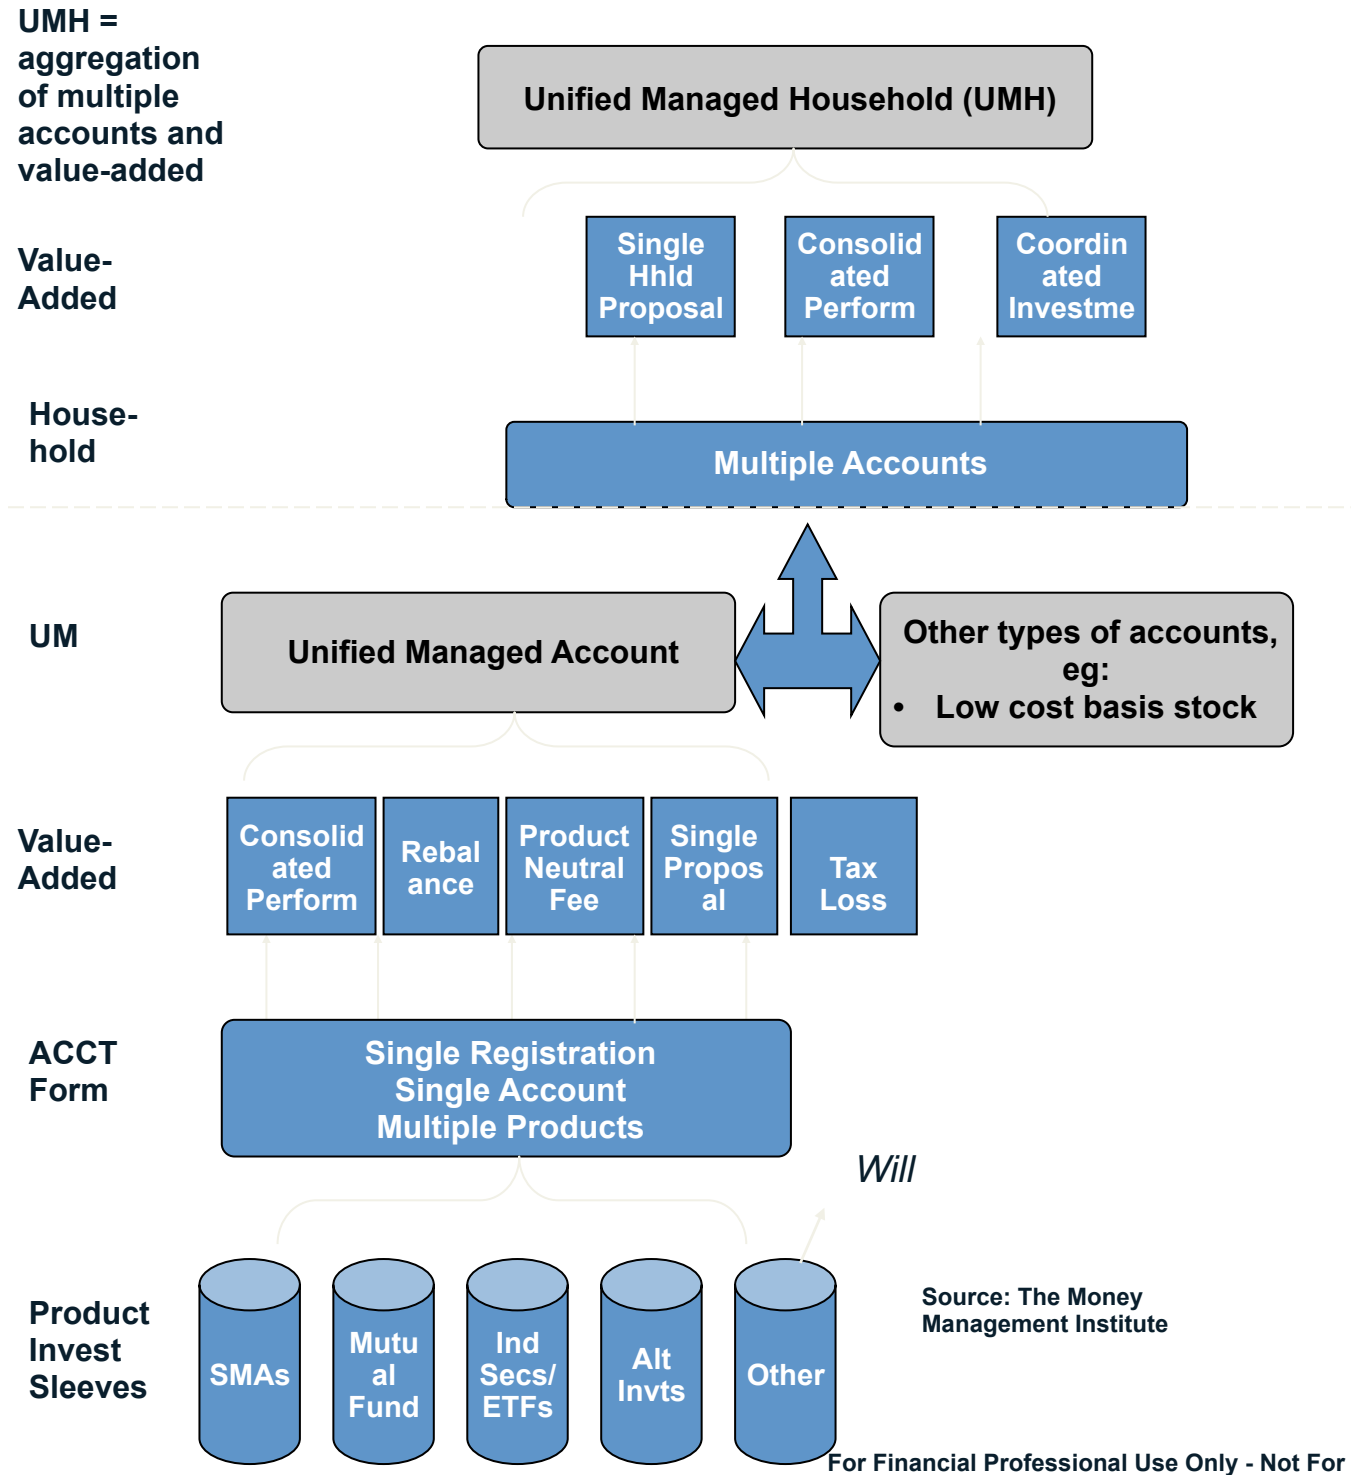 UMH =
aggregation
of multiple
accounts and
value-added
Unified Managed Household (UMH)
Value-
Added
Single
Hhld
Proposal
Consolid
ated
Perform
Coordin
ated
Investme
House-
hold
Multiple Accounts
UM
Unified Managed Account
Other types of accounts,
eg:
• Low cost basis stock
Value-
Added
Consolid
ated
Perform
Rebal
ance
Product
Neutral
Fee
Single
Propos
al
Tax
Loss
ACCT
Form
Single Registration
Single Account
Multiple Products
Will
Product
Invest
Sleeves
SMAs
Mutu
al
Fund
Ind
Secs/
ETFs
Alt
Invts
Other
Source: The Money
Management Institute
For Financial Professional Use Only - Not For